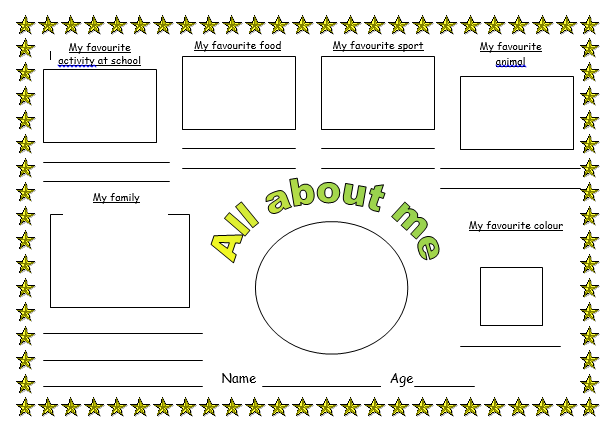 My favourite
activity at school
My favourite food
My favourite sport
My favourite
animal
My family
All about me
My favourite colour
Name
Age